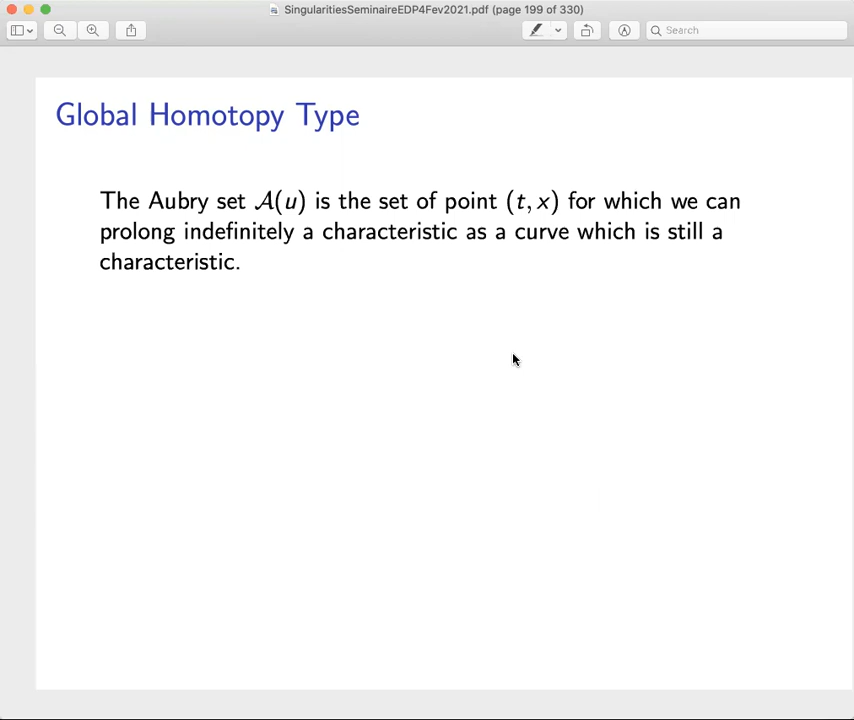 SingularitiesSeminaireEDP4Fev2021.pdf (page 199 of 330)
Search
Global Homotopy Type
The Aubry set 𝒜(u) is the set of point (t, x) for which we can
prolong indefinitely a characteristic as a curve which is still a
characteristic.